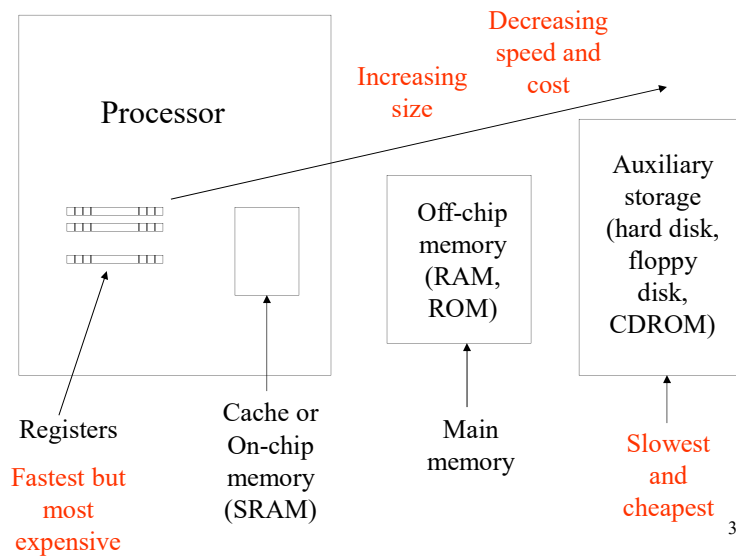 Processor
Increasing
size
Decreasing
speed and
cost
Off-chip
memory
(RAM,
ROM)
Auxiliary
storage
(hard disk,
floppy
disk,
CDROM)
Registers
Fastest but
most
expensive
Cache or
On-chip
memory
(SRAM)
Main
memory
Slowest
and
cheapest
3